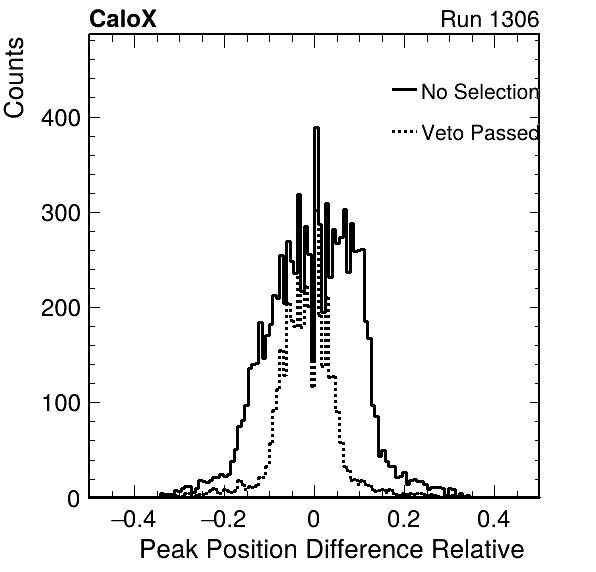 CaloX Run 1306
Counts
No Selection
Veto Passed
400
300
200
100
0
−0.4 −0.2 0 0.2 0.4
Peak Position Difference Relative